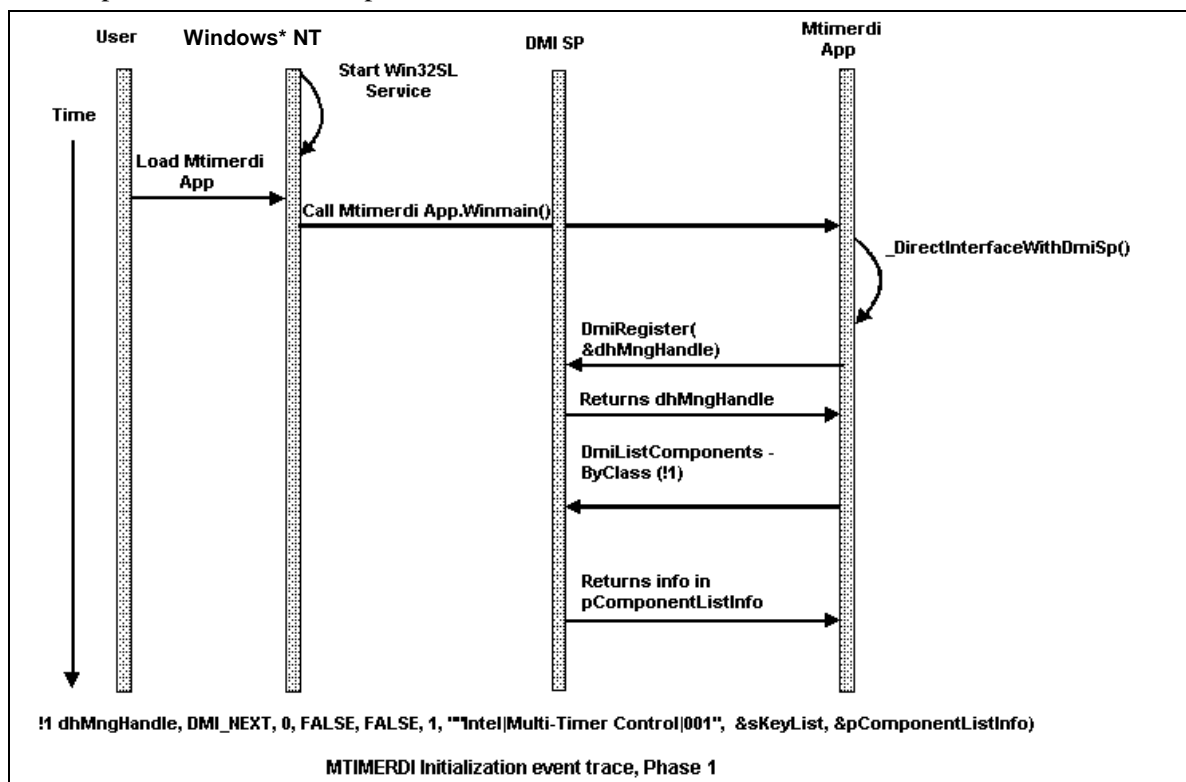 User
Windows* NT
DMI SP
Mtimerdi
App
Start Win32SL
Service
Time
Load Mtimerdi
App
Call Mtimerdi App.Winmain()
_DirectInterfaceWithDmiSp()
DmiRegister(
&dhMngHandle)
Returns dhMngHandle
DmiListComponents -
ByClass (!1)
Returns info in
pComponentListInfo
!1 dhMngHandle, DMI_NEXT, 0, FALSE, FALSE, 1, ""Intel|Multi-Timer Control|001", &sKeyList, &pComponentListInfo)
MTIMERDI Initialization event trace, Phase 1